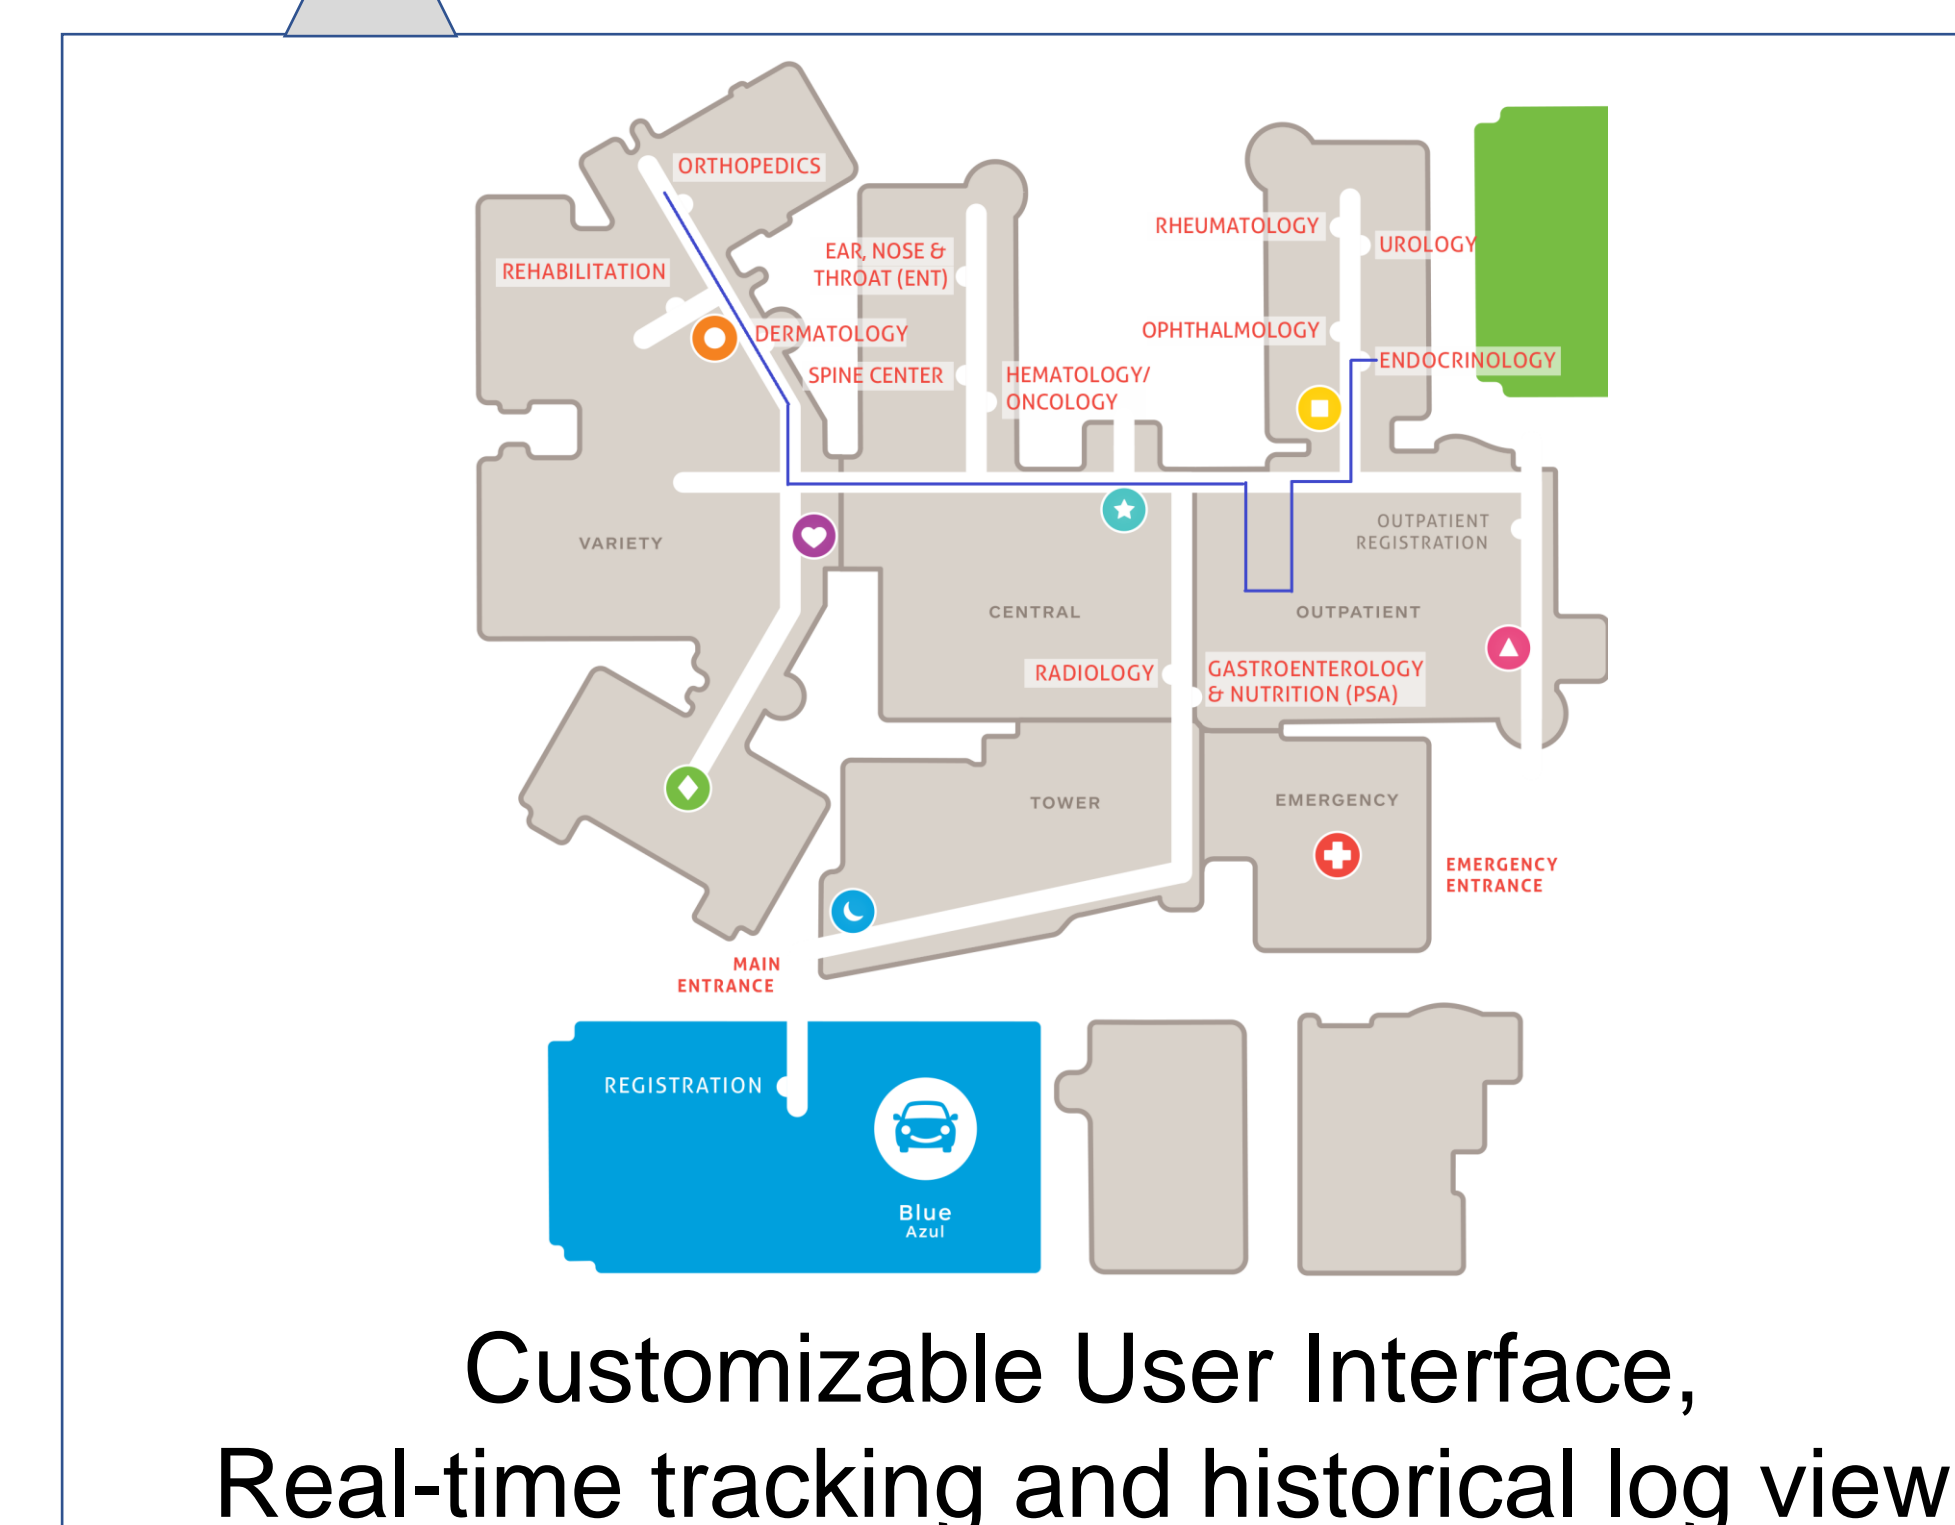 ORTHOPEDICS
RHEUMATOLOGY
UROLOGY
EAR, NOSE &
THROAT (ENT)
REHABILITATION
OPHTHALMOLOGY
DERMATOLOGY
ENDOCRINOLOGY
SPINE CENTER
HEMATOLOGY/
ONCOLOGY
OUTPATIENT
REGISTRATION
VARIETY
CENTRAL
OUTPATIENT
RADIOLOGY
GASTROENTEROLOGY
& NUTRITION (PSA)
TOWER
EMERGENCY
EMERGENCY
ENTRANCE
MAIN
ENTRANCE
REGISTRATION
Blue
Azul
Customizable User Interface,
Real-time tracking and historical log view